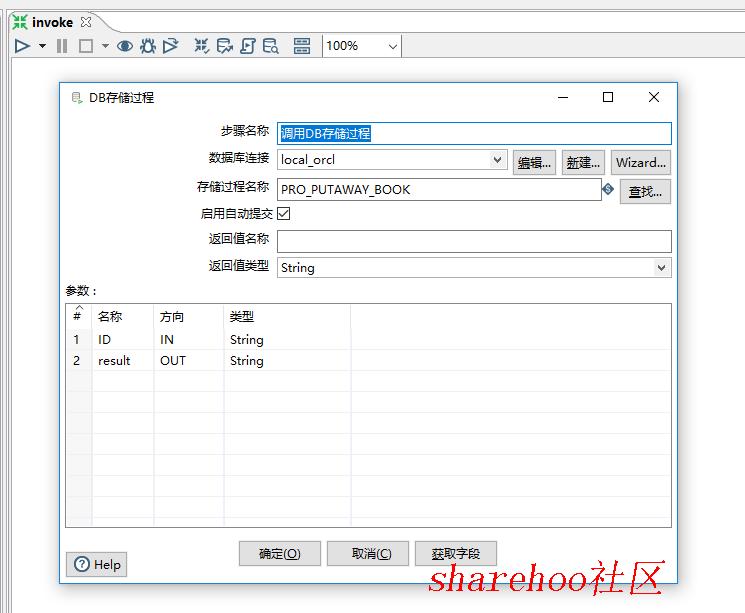 invoke
100%
DB存储过程
步骤名称 调用DB存储过程
数据库连接 local_orcl 编辑... 新建... Wizard...
存储过程名称 PRO_PUTAWAY_BOOK 查找...
启用自动提交
返回值名称
返回值类型 String
参数：
# 名称 方向 类型
1 ID IN String
2 result OUT String
Help 确定(O) 取消(C) 获取字段
sharehoo社区